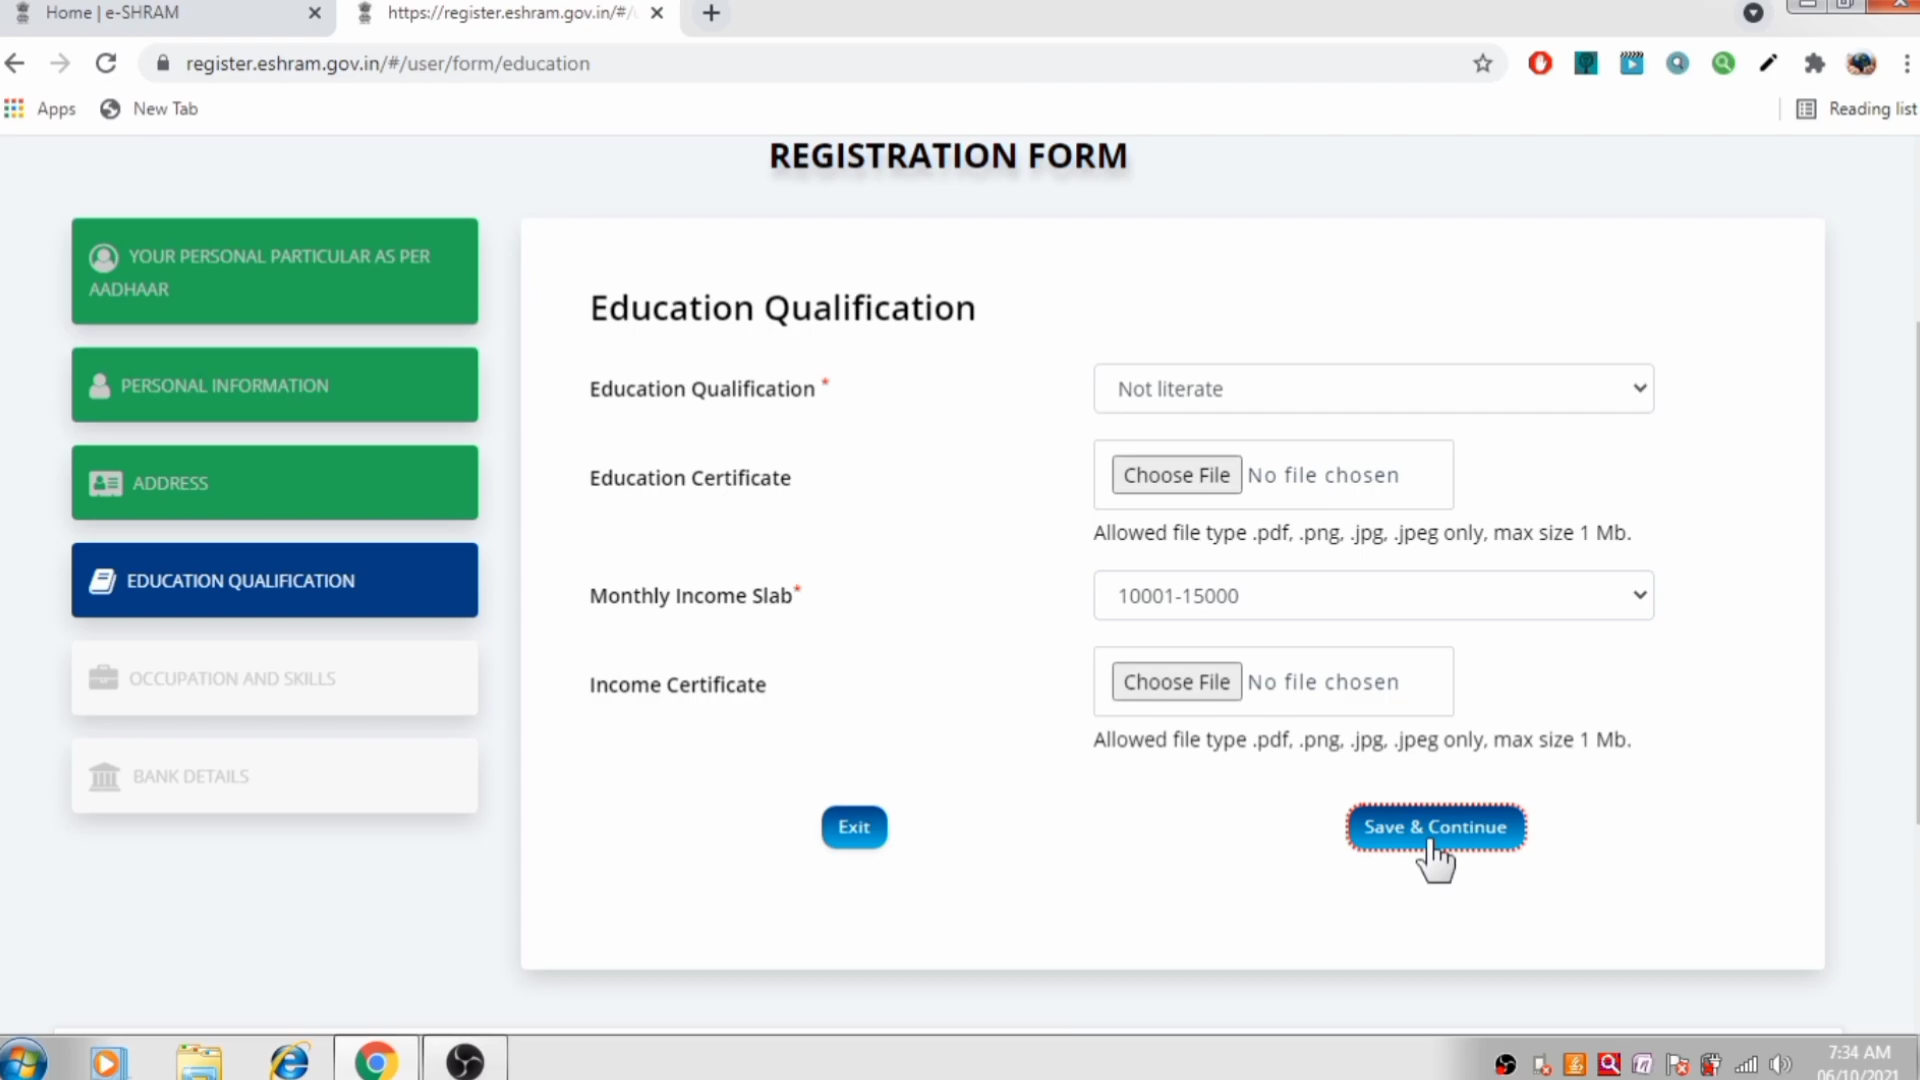 Home | e-SHRAM
https://register.eshram.gov.in/#/
register.eshram.gov.in/#/user/form/education
Apps
New Tab
Reading list
REGISTRATION FORM
YOUR PERSONAL PARTICULAR AS PER
AADHAAR
PERSONAL INFORMATION
ADDRESS
EDUCATION QUALIFICATION
OCCUPATION AND SKILLS
BANK DETAILS
Education Qualification
Education Qualification *
Not literate
Education Certificate
Choose File No file chosen
Allowed file type .pdf, .png, .jpg, .jpeg only, max size 1 Mb.
Monthly Income Slab*
10001-15000
Income Certificate
Choose File No file chosen
Allowed file type .pdf, .png, .jpg, .jpeg only, max size 1 Mb.
Exit
Save & Continue
7:34 AM
06/10/2021